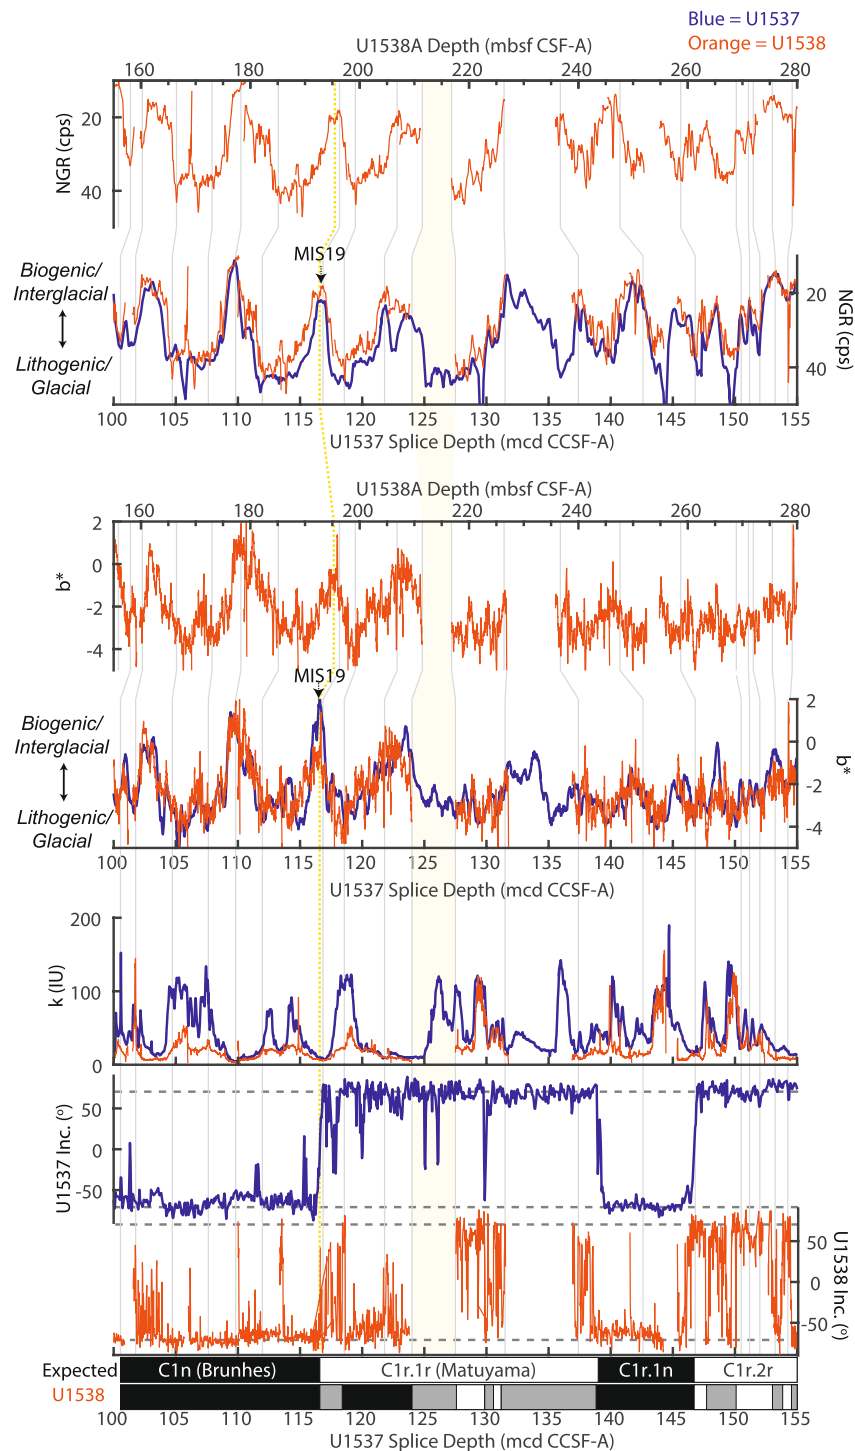 Blue = U1537
Orange = U1538
U1538A Depth (mbsf CSF-A)
160 180 200 220 240 260 280
NGR (cps)
20
40
MIS19
Biogenic/
Interglacial
Lithogenic/
Glacial
20
40
NGR (cps)
100 105 110 115 120 125 130 135 140 145 150 155
U1537 Splice Depth (mcd CCSF-A)
U1538A Depth (mbsf CSF-A)
160 180 200 220 240 260 280
b*
2
0
-2
-4
MIS19
Biogenic/
Interglacial
Lithogenic/
Glacial
2
0
-2
-4
b*
100 105 110 115 120 125 130 135 140 145 150 155
U1537 Splice Depth (mcd CCSF-A)
k (IU)
200
100
0
U1537 Inc. (o)
50
0
-50
U1538 Inc. (o)
50
0
-50
Expected C1n (Brunhes) C1r.1r (Matuyama) C1r.1n C1r.2r
U1538
100 105 110 115 120 125 130 135 140 145 150 155
U1537 Splice Depth (mcd CCSF-A)